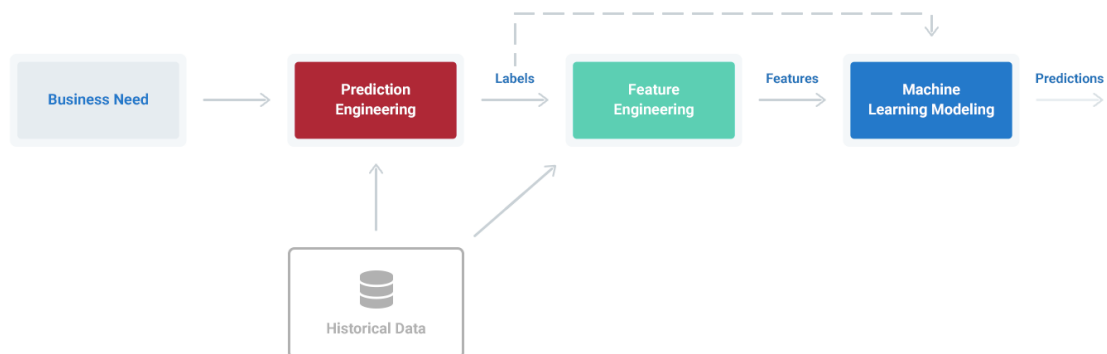 Business Need
Prediction
Engineering
Labels
Feature
Engineering
Features
Machine
Learning Modeling
Predictions
Historical Data